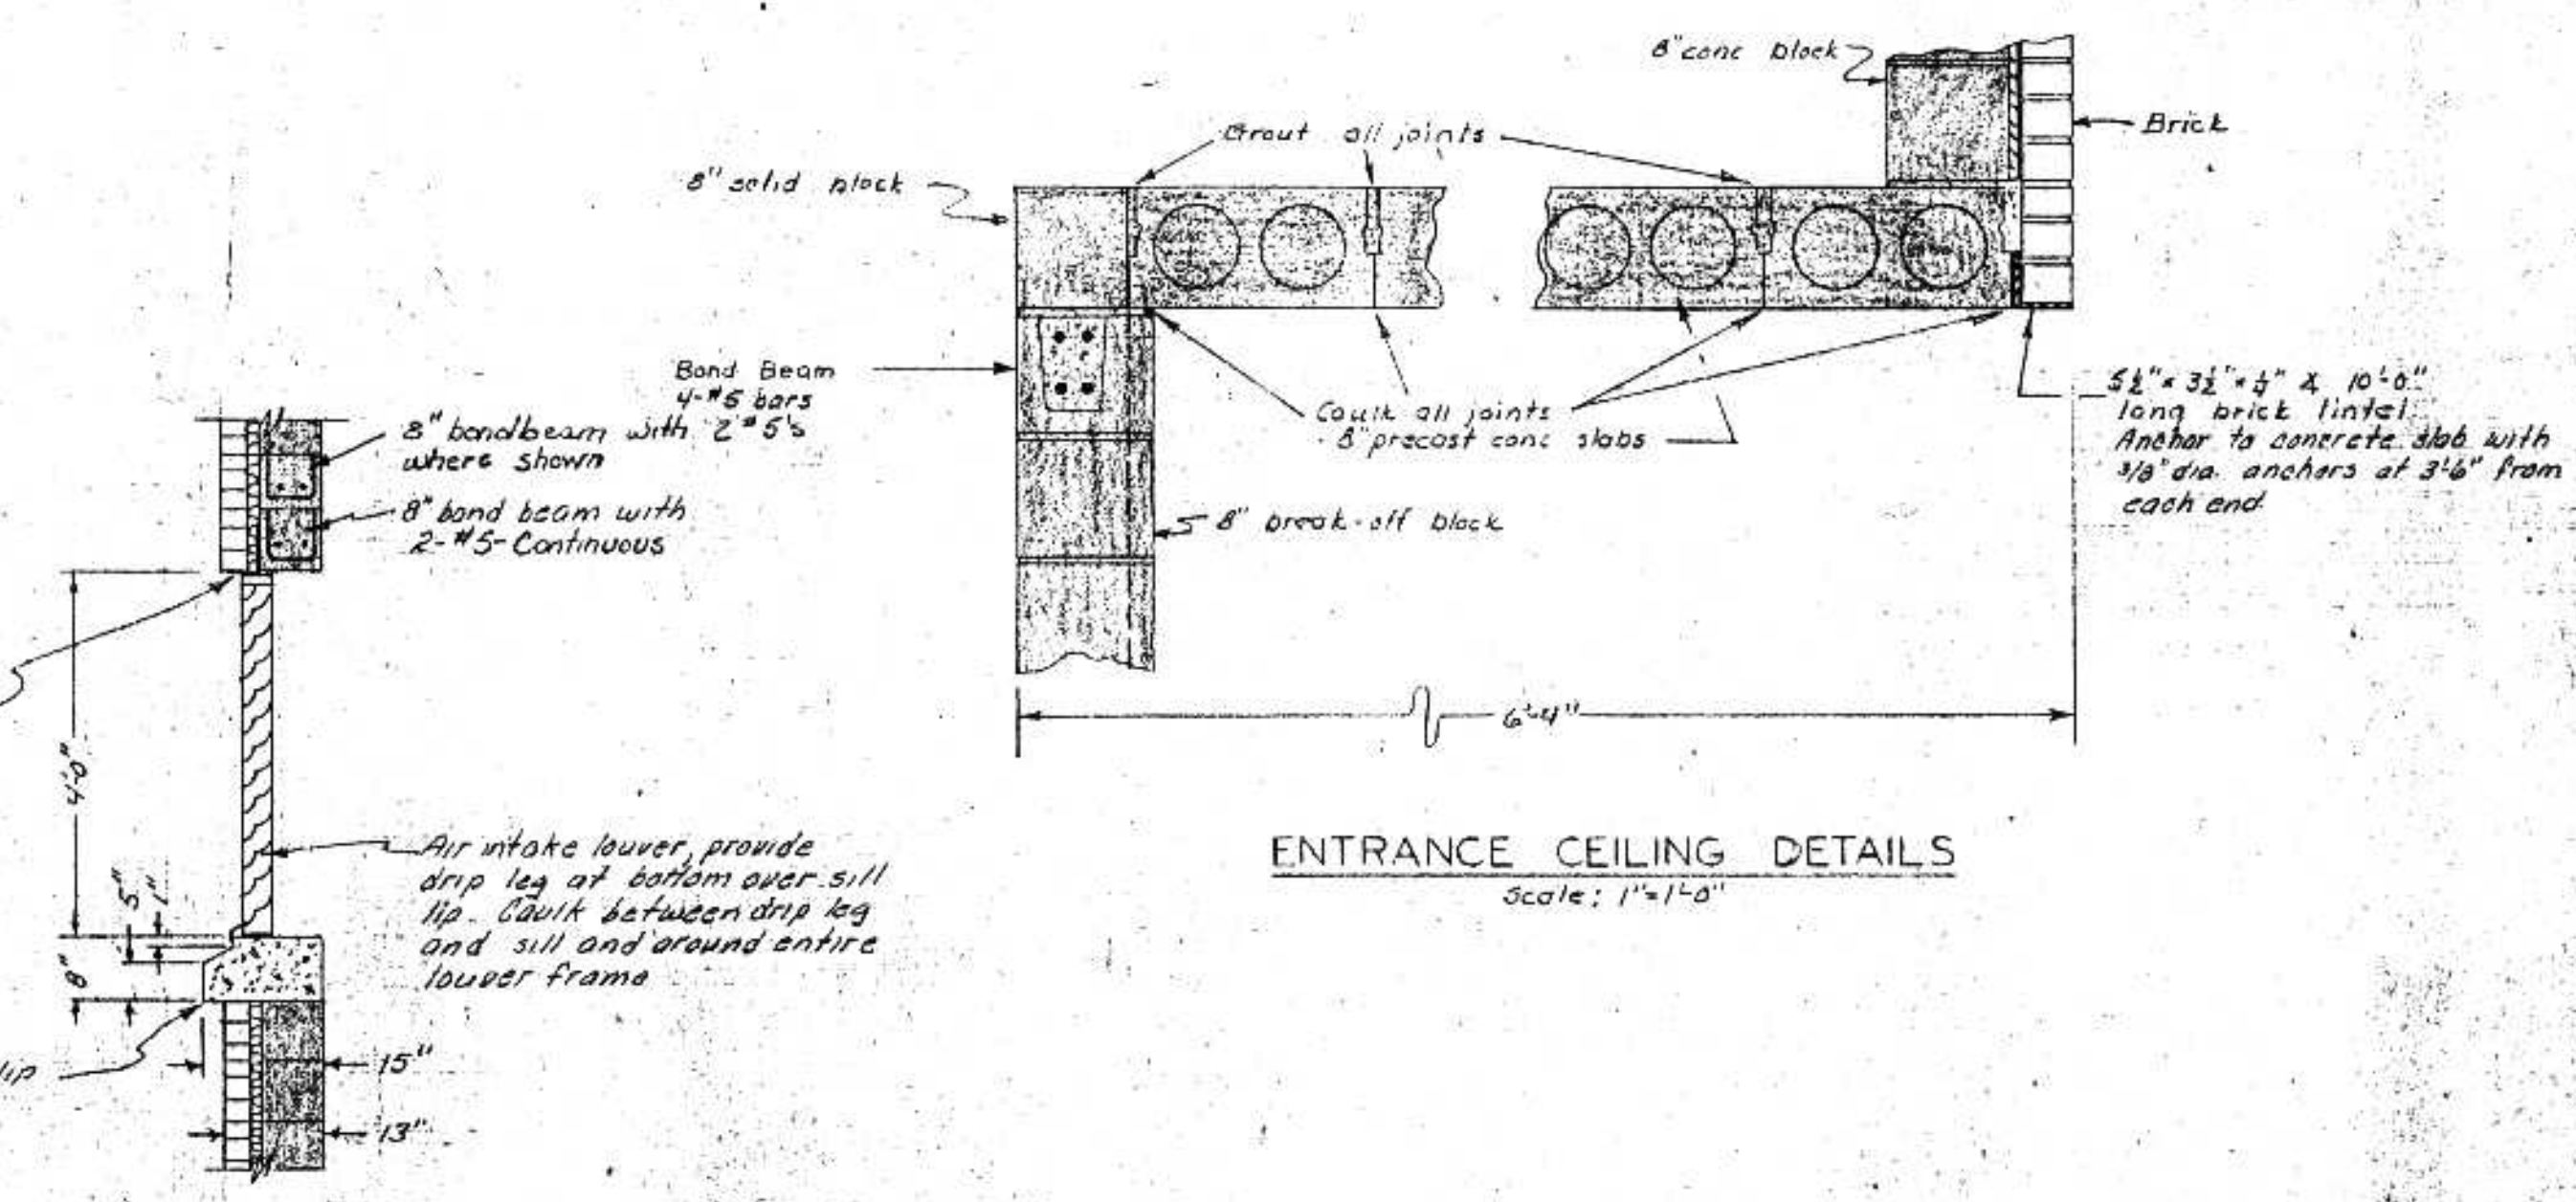 8" conc block
Brick
Grout all joints
8" solid block
Bond Beam
4-#5 bars
Caulk all joints
8" precast conc slabs
8" break-off block
5½" x 3½" x
10'-0"
long brick lintel
Anchor to concrete slab with
3/8" dia. anchors at 3'-6" from
each end
6'-4"
ENTRANCE CEILING DETAILS
Scale: 1"=1'-0"
8" bondbeam with 2 #5's
where shown
8" bond beam with
2-#5-Continuous
4'-0"
Air intake louver, provide
drip leg at bottom over sill
lip. Caulk between drip leg
and sill and around entire
louver frame
5"
1"
8"
lip
15"
13"